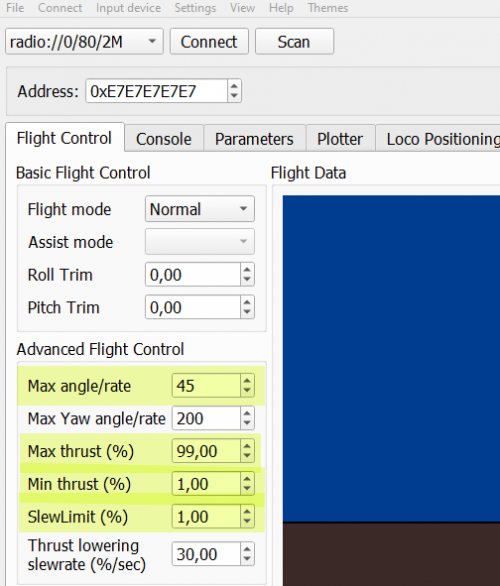 File Connect Input device Settings View Help Themes
radio://0/80/2M Connect Scan
Address: 0xE7E7E7E7E7
Flight Control Console Parameters Plotter Loco Positioning
Basic Flight Control Flight Data
Flight mode Normal
Assist mode
Roll Trim 0,00
Pitch Trim 0,00
Advanced Flight Control
Max angle/rate 45
Max Yaw angle/rate 200
Max thrust (%) 99,00
Min thrust (%) 1,00
SlewLimit (%) 1,00
Thrust lowering
slewrate (%/sec) 30,00